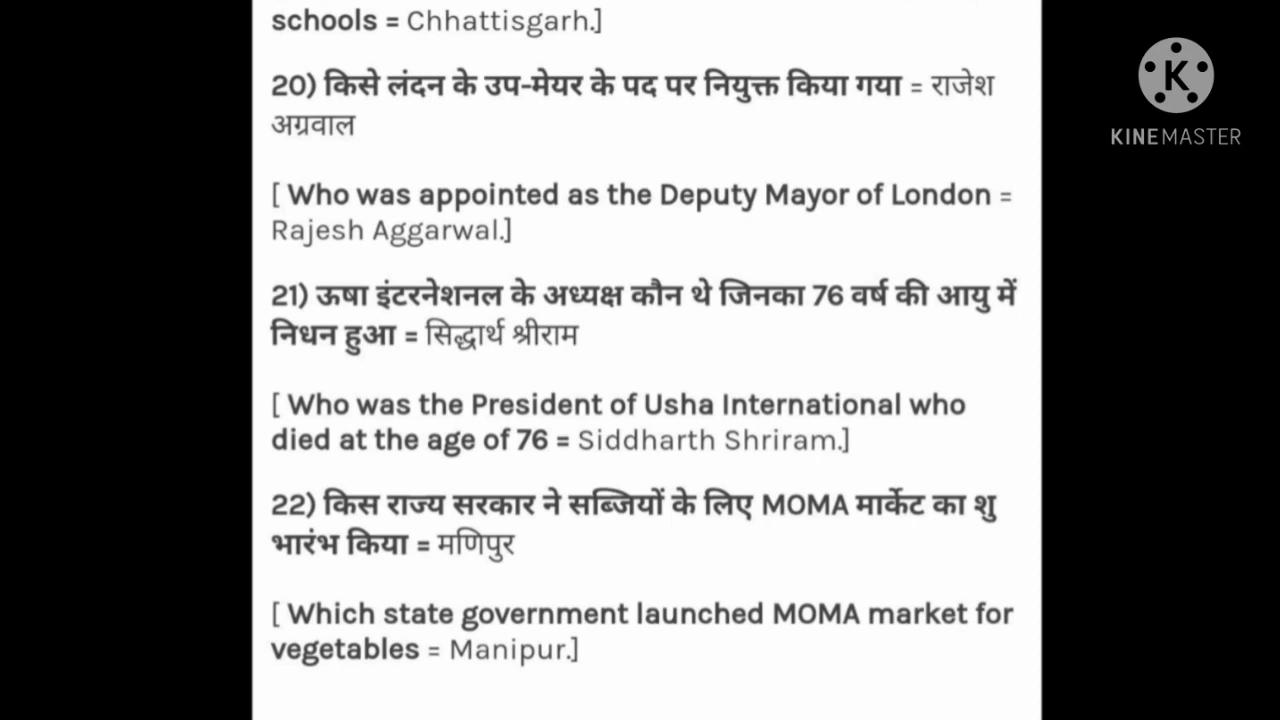 schools = Chhattisgarh.]
20) किसे लंदन के उप-मेयर के पद पर नियुक्त किया गया = राजेश
अग्रवाल
[ Who was appointed as the Deputy Mayor of London =
Rajesh Aggarwal.]
21) ऊषा इंटरनेशनल के अध्यक्ष कौन थे जिनका 76 वर्ष की आयु में
निधन हुआ = सिद्धार्थ श्रीराम
[ Who was the President of Usha International who
died at the age of 76 = Siddharth Shriram.]
22) किस राज्य सरकार ने सब्जियों के लिए MOMA मार्केट का शु
भारंभ किया = मणिपुर
[ Which state government launched MOMA market for
vegetables = Manipur.]
K
KINEMASTER